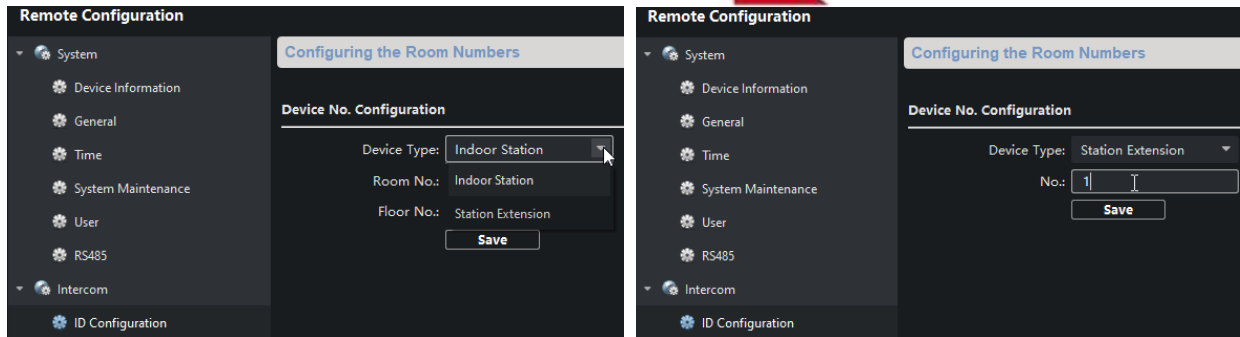 Remote Configuration
System
Device Information
General
Time
System Maintenance
User
RS485
Intercom
ID Configuration
Configuring the Room Numbers
Device No. Configuration
Device Type: Indoor Station
Room No.: Indoor Station
Floor No.: Station Extension
Save
Remote Configuration
System
Device Information
General
Time
System Maintenance
User
RS485
Intercom
ID Configuration
Configuring the Room Numbers
Device No. Configuration
Device Type: Station Extension
No.: 1
Save